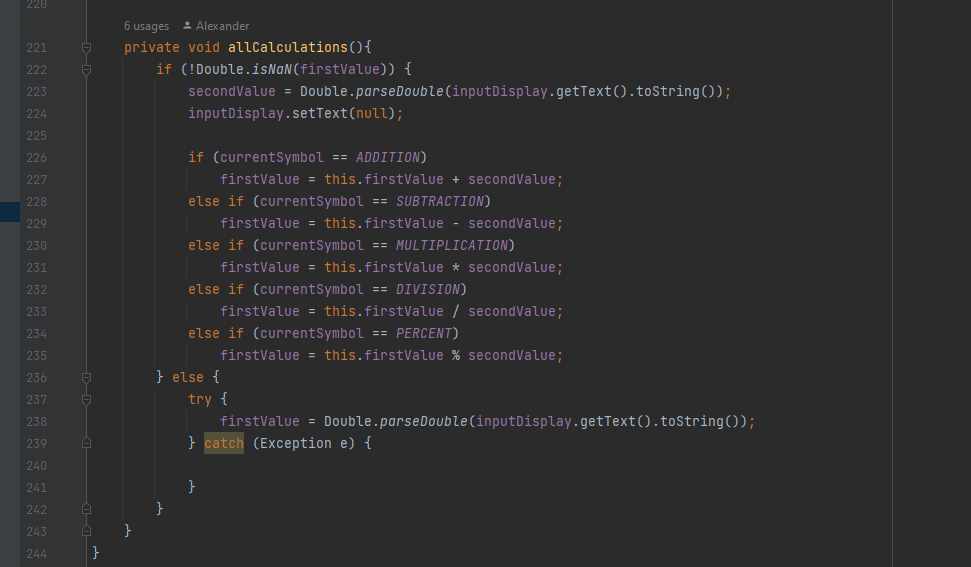 220
6 usages Alexander
221 private void allCalculations(){
222 if (!Double.isNaN(firstValue)) {
223 secondValue = Double.parseDouble(inputDisplay.getText().toString());
224 inputDisplay.setText(null);
225
226 if (currentSymbol == ADDITION)
227 firstValue = this.firstValue + secondValue;
228 else if (currentSymbol == SUBTRACTION)
229 firstValue = this.firstValue - secondValue;
230 else if (currentSymbol == MULTIPLICATION)
231 firstValue = this.firstValue * secondValue;
232 else if (currentSymbol == DIVISION)
233 firstValue = this.firstValue / secondValue;
234 else if (currentSymbol == PERCENT)
235 firstValue = this.firstValue % secondValue;
236 } else {
237 try {
238 firstValue = Double.parseDouble(inputDisplay.getText().toString());
239 } catch (Exception e) {
240
241 }
242 }
243 }
244 }